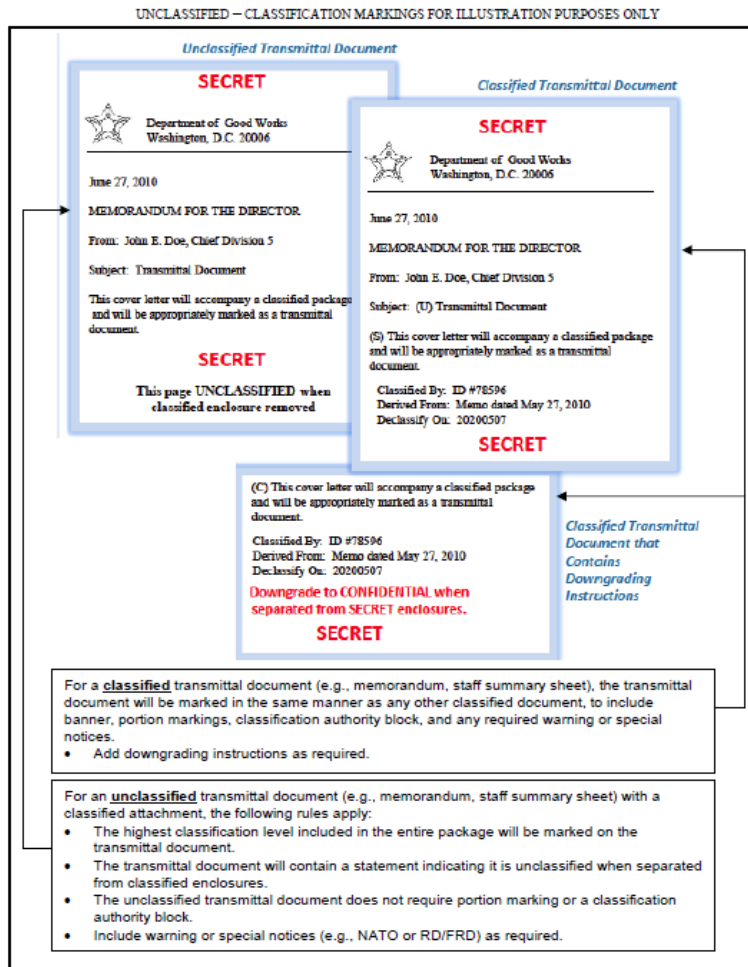 UNCLASSIFIED – CLASSIFICATION MARKINGS FOR ILLUSTRATION PURPOSES ONLY
Unclassified Transmittal Document
SECRET
Department of Good Works
Washington, D.C. 20006
June 27, 2010
MEMORANDUM FOR THE DIRECTOR
From: John E. Doe, Chief Division 5
Subject: Transmittal Document
This cover letter will accompany a classified package
and will be appropriately marked as a transmittal
document.
SECRET
This page UNCLASSIFIED when
classified enclosure removed
Classified Transmittal Document
SECRET
Department of Good Works
Washington, D.C. 20006
June 27, 2010
MEMORANDUM FOR THE DIRECTOR
From: John E. Doe, Chief Division 5
Subject: (U) Transmittal Document
(S) This cover letter will accompany a classified package
and will be appropriately marked as a transmittal
document.
Classified By: ID #78596
Derived From: Memo dated May 27, 2010
Declassify On: 20200507
SECRET
(C) This cover letter will accompany a classified package
and will be appropriately marked as a transmittal
document.
Classified By: ID #78596
Derived From: Memo dated May 27, 2010
Declassify On: 20200507
Downgrade to CONFIDENTIAL when
separated from SECRET enclosures.
SECRET
Classified Transmittal
Document that
Contains
Downgrading
Instructions
For a classified transmittal document (e.g., memorandum, staff summary sheet), the transmittal
document will be marked in the same manner as any other classified document, to include
banner, portion markings, classification authority block, and any required warning or special
notices.
• Add downgrading instructions as required.
For an unclassified transmittal document (e.g., memorandum, staff summary sheet) with a
classified attachment, the following rules apply:
• The highest classification level included in the entire package will be marked on the
transmittal document.
• The transmittal document will contain a statement indicating it is unclassified when separated
from classified enclosures.
• The unclassified transmittal document does not require portion marking or a classification
authority block.
• Include warning or special notices (e.g., NATO or RD/FRD) as required.